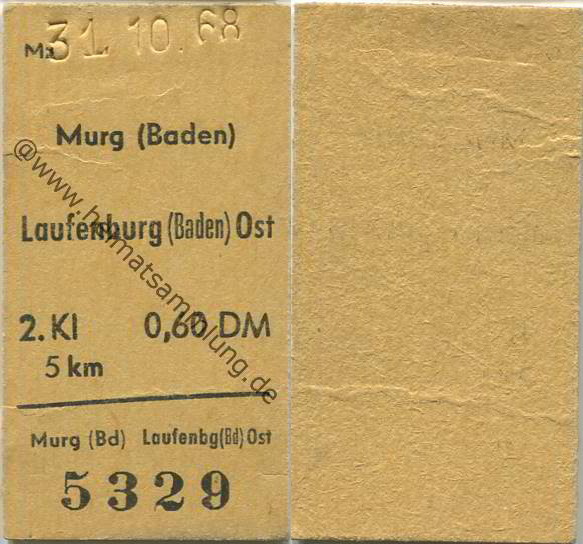 31.10.68
Murg (Baden)
Laufenburg (Baden) Ost
2. Kl 0,60 DM
5 km
Murg (Bd) Laufenbg (Bd) Ost
5329
@www.heimatsammlung.de